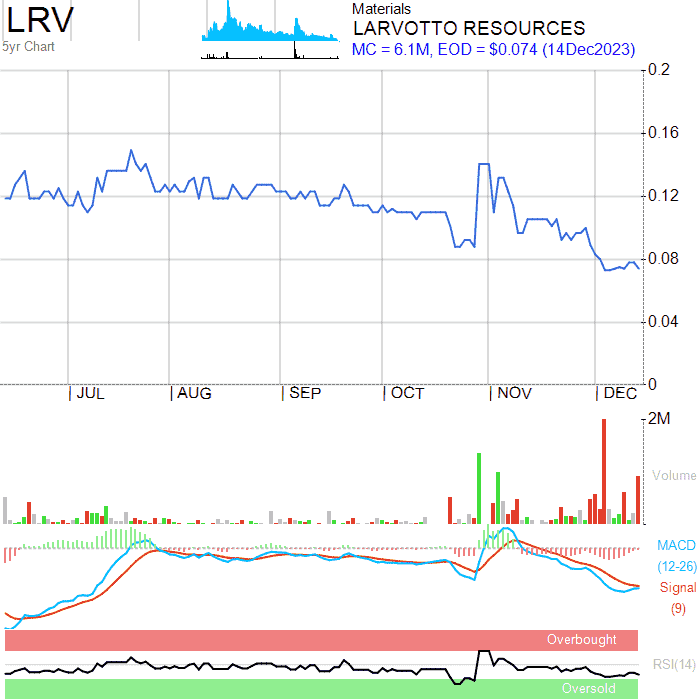 LRV
5yr Chart
Materials
LARVOTTO RESOURCES
MC = 6.1M, EOD = $0.074 (14Dec2023)
0.2
0.16
0.12
0.08
0.04
0
JUL AUG SEP OCT NOV DEC
2M
Volume
MACD
(12-26)
Signal
(9)
Overbought
RSI(14)
Oversold